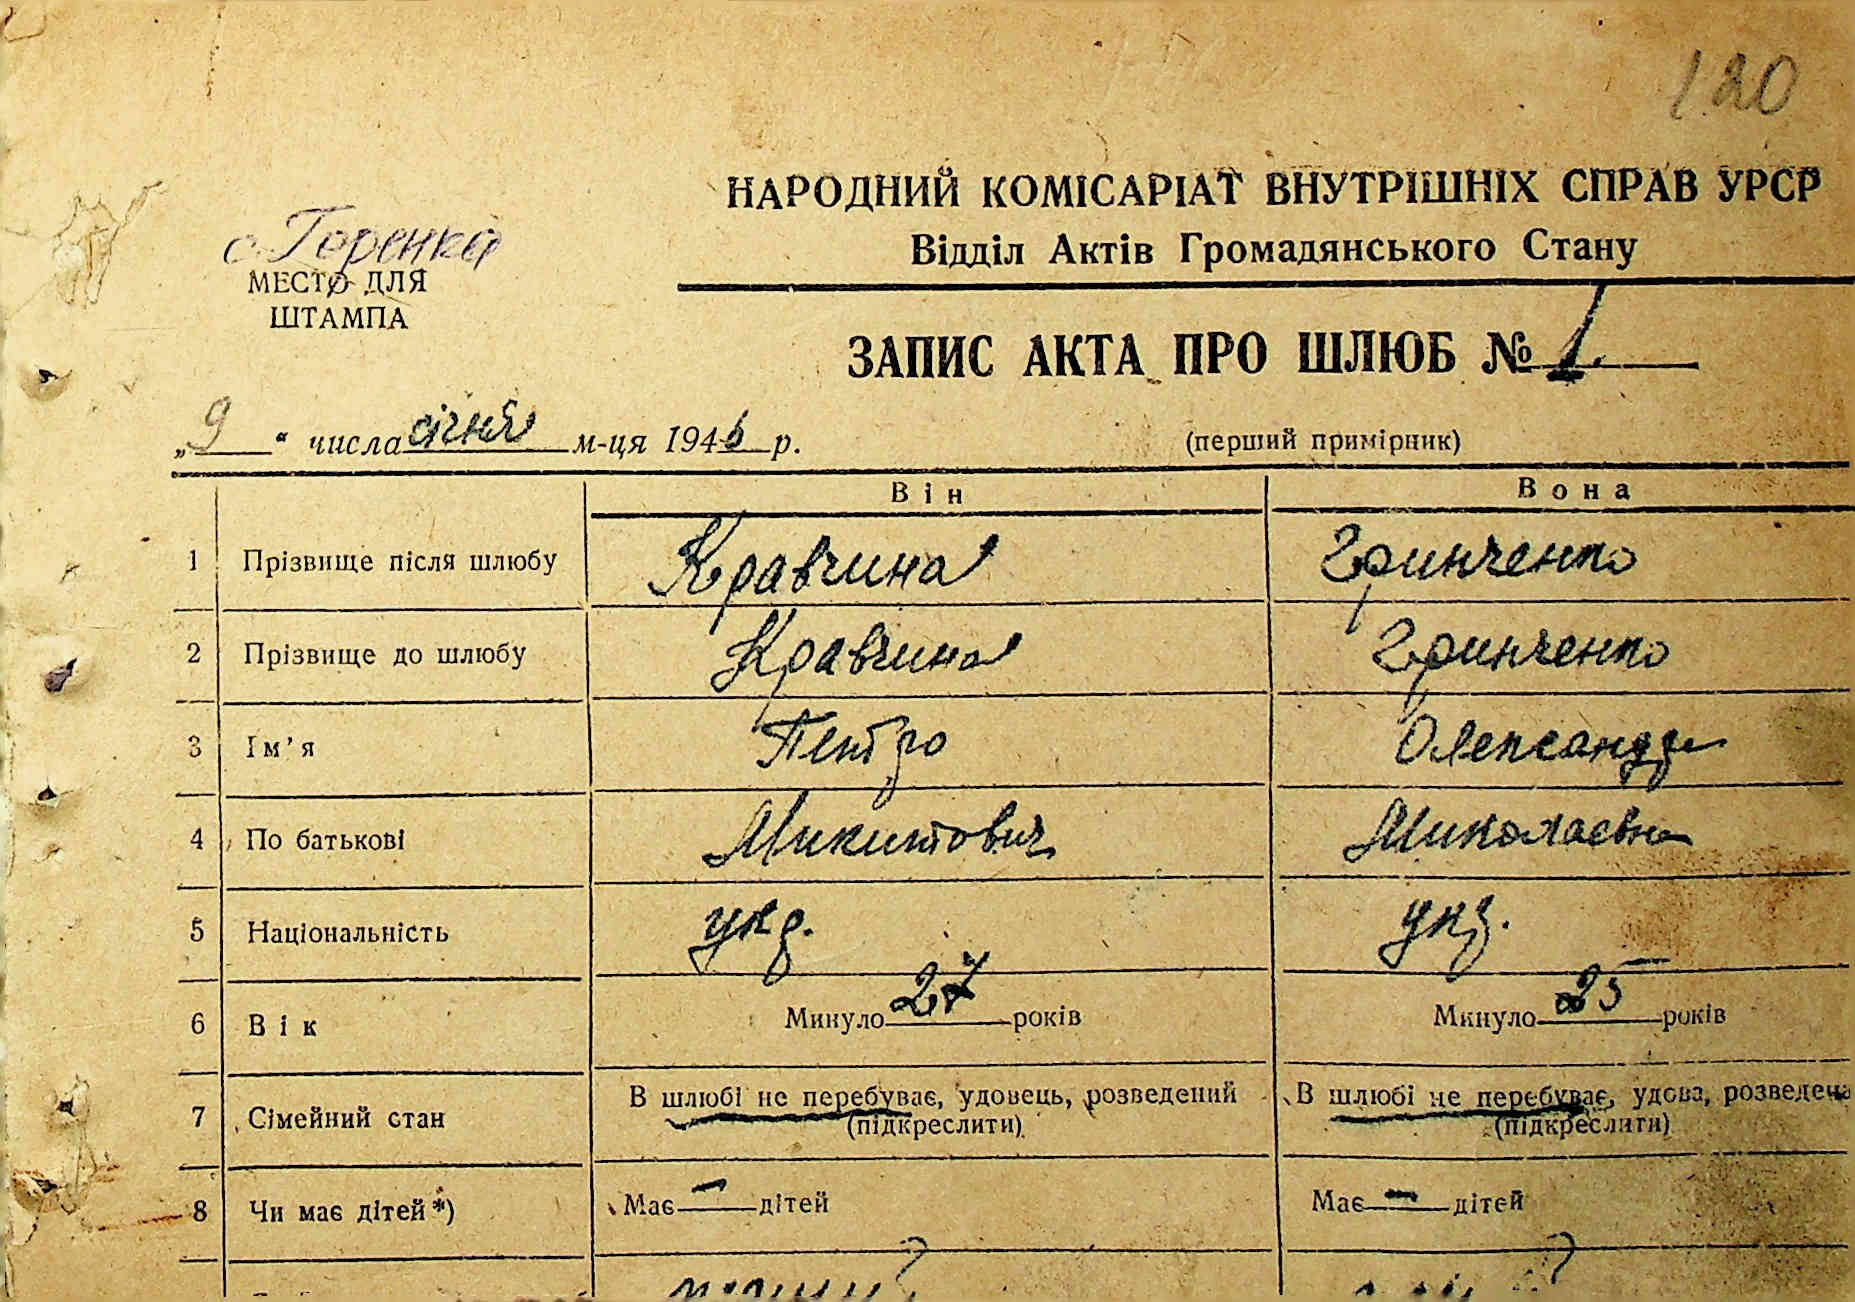 120
НАРОДНИЙ КОМІСАРІАТ ВНУТРІШНІХ СПРАВ УРСР
Відділ Актів Громадянського Стану
с. Горенка
МЕСТО ДЛЯ
ШТАМПА
ЗАПИС АКТА ПРО ШЛЮБ № 1
„9“ числа січня м-ця 1946 р.
(перший примірник)
Він Вона
1 Прізвище після шлюбу Кравчина Гринченко
2 Прізвище до шлюбу Кравчина Гринченко
3 Ім’я Петро Олександра
4 По батькові Микитович Миколаєвна
5 Національність укр. укр.
6 Вік Минуло 27 років Минуло 25 років
7 Сімейний стан В шлюбі не перебуває, удовець, розведений В шлюбі не перебуває, удова, розведена
(підкреслити) (підкреслити)
8 Чи має дітей*) Має — дітей Має — дітей